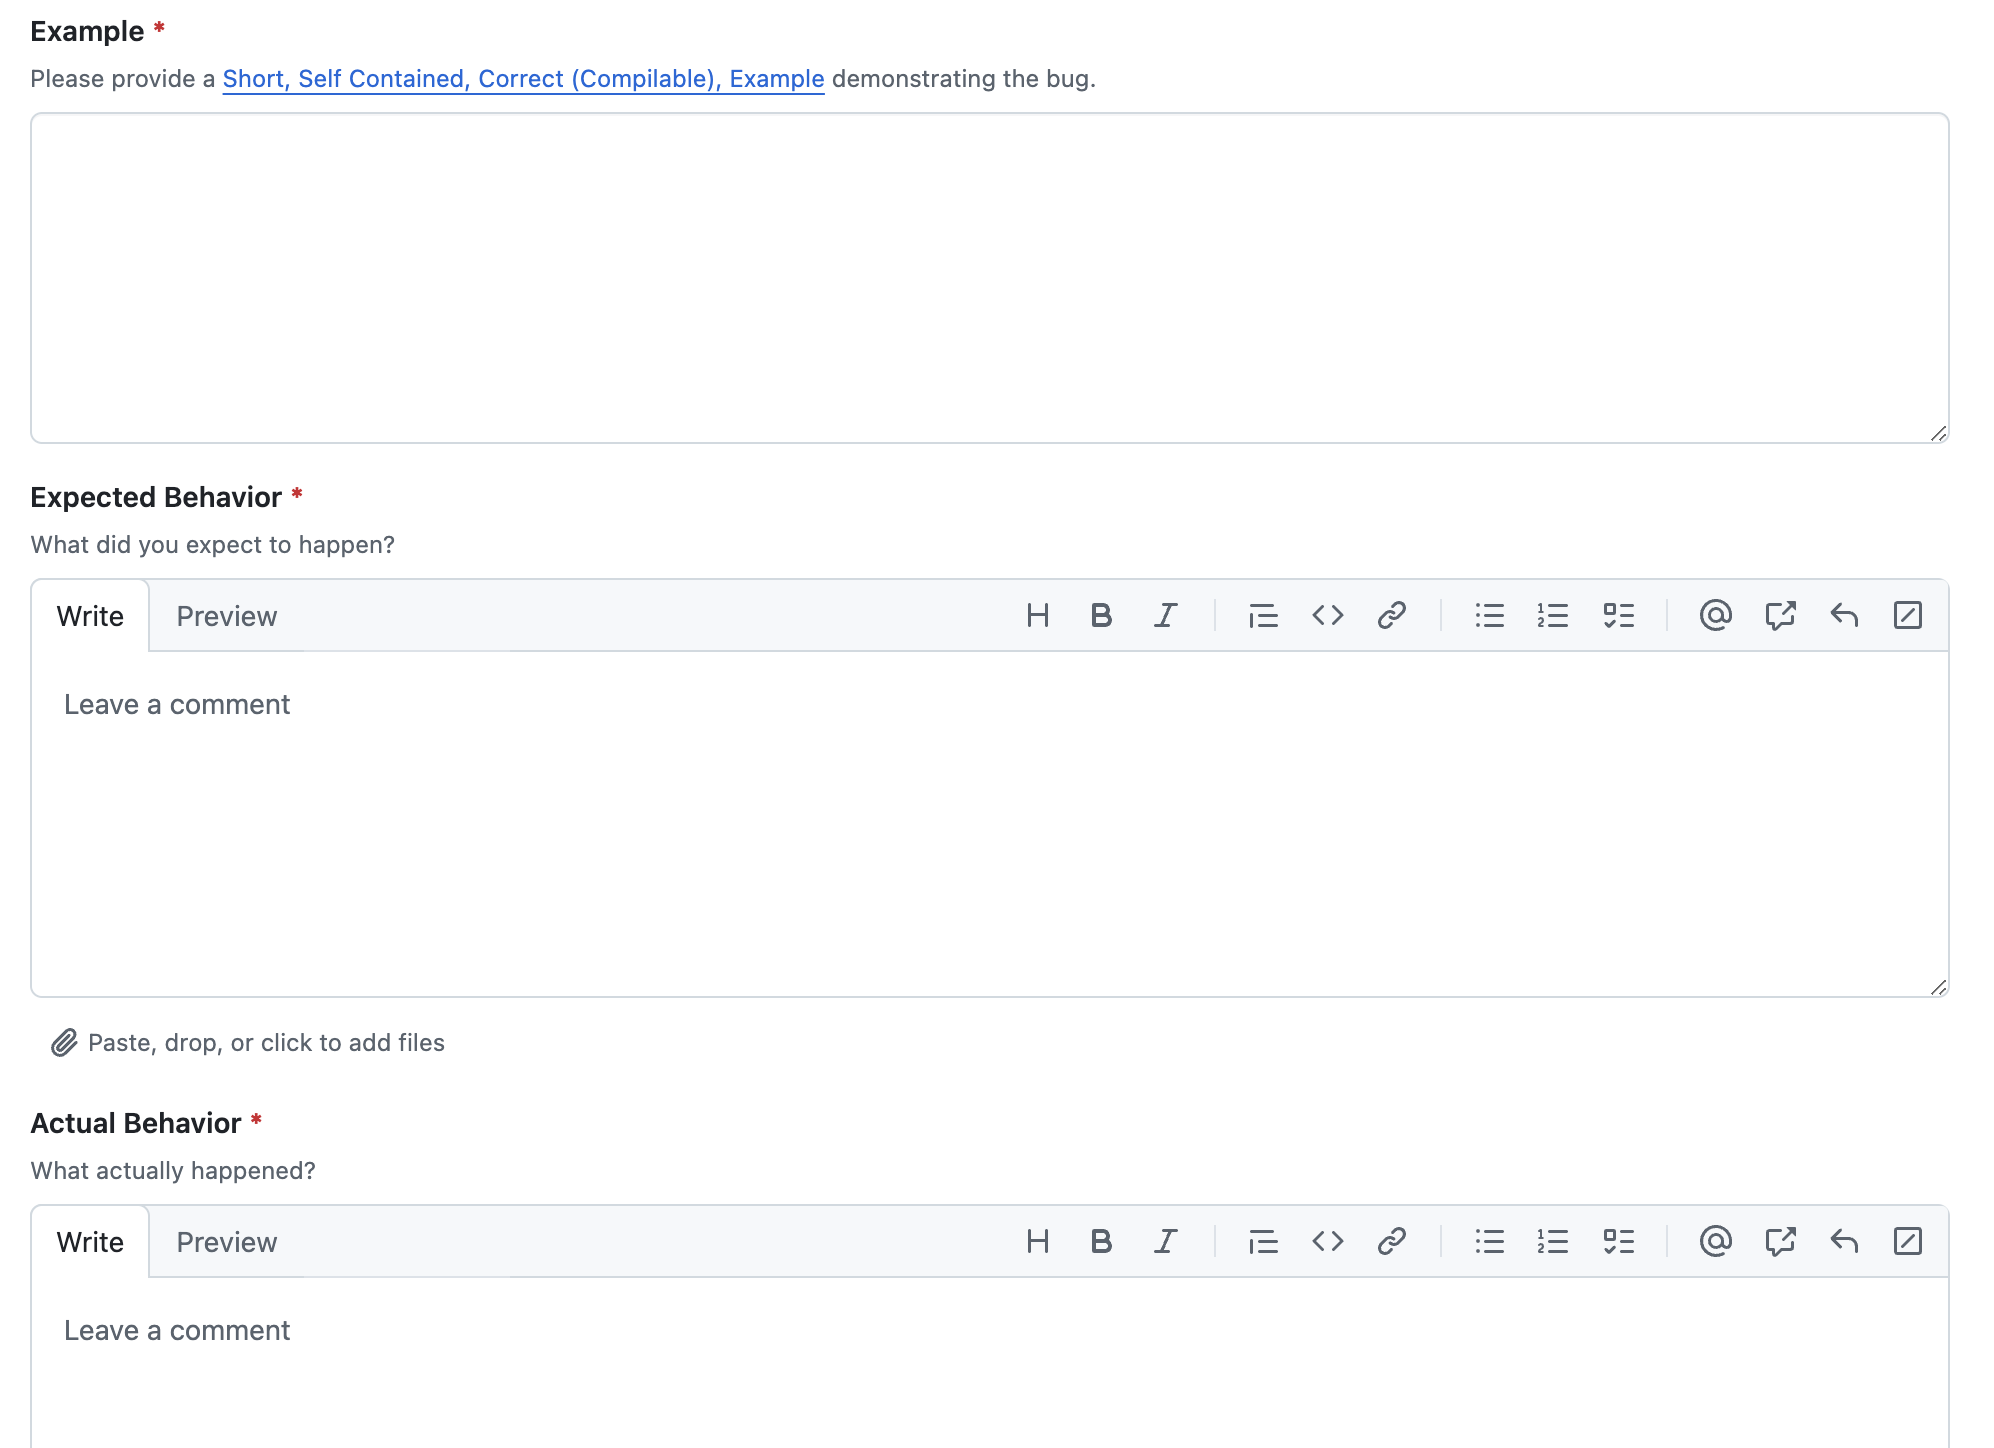 Example *
Please provide a Short, Self Contained, Correct (Compilable), Example demonstrating the bug.
Expected Behavior *
What did you expect to happen?
Write Preview
Leave a comment
Paste, drop, or click to add files
Actual Behavior *
What actually happened?
Write Preview
Leave a comment